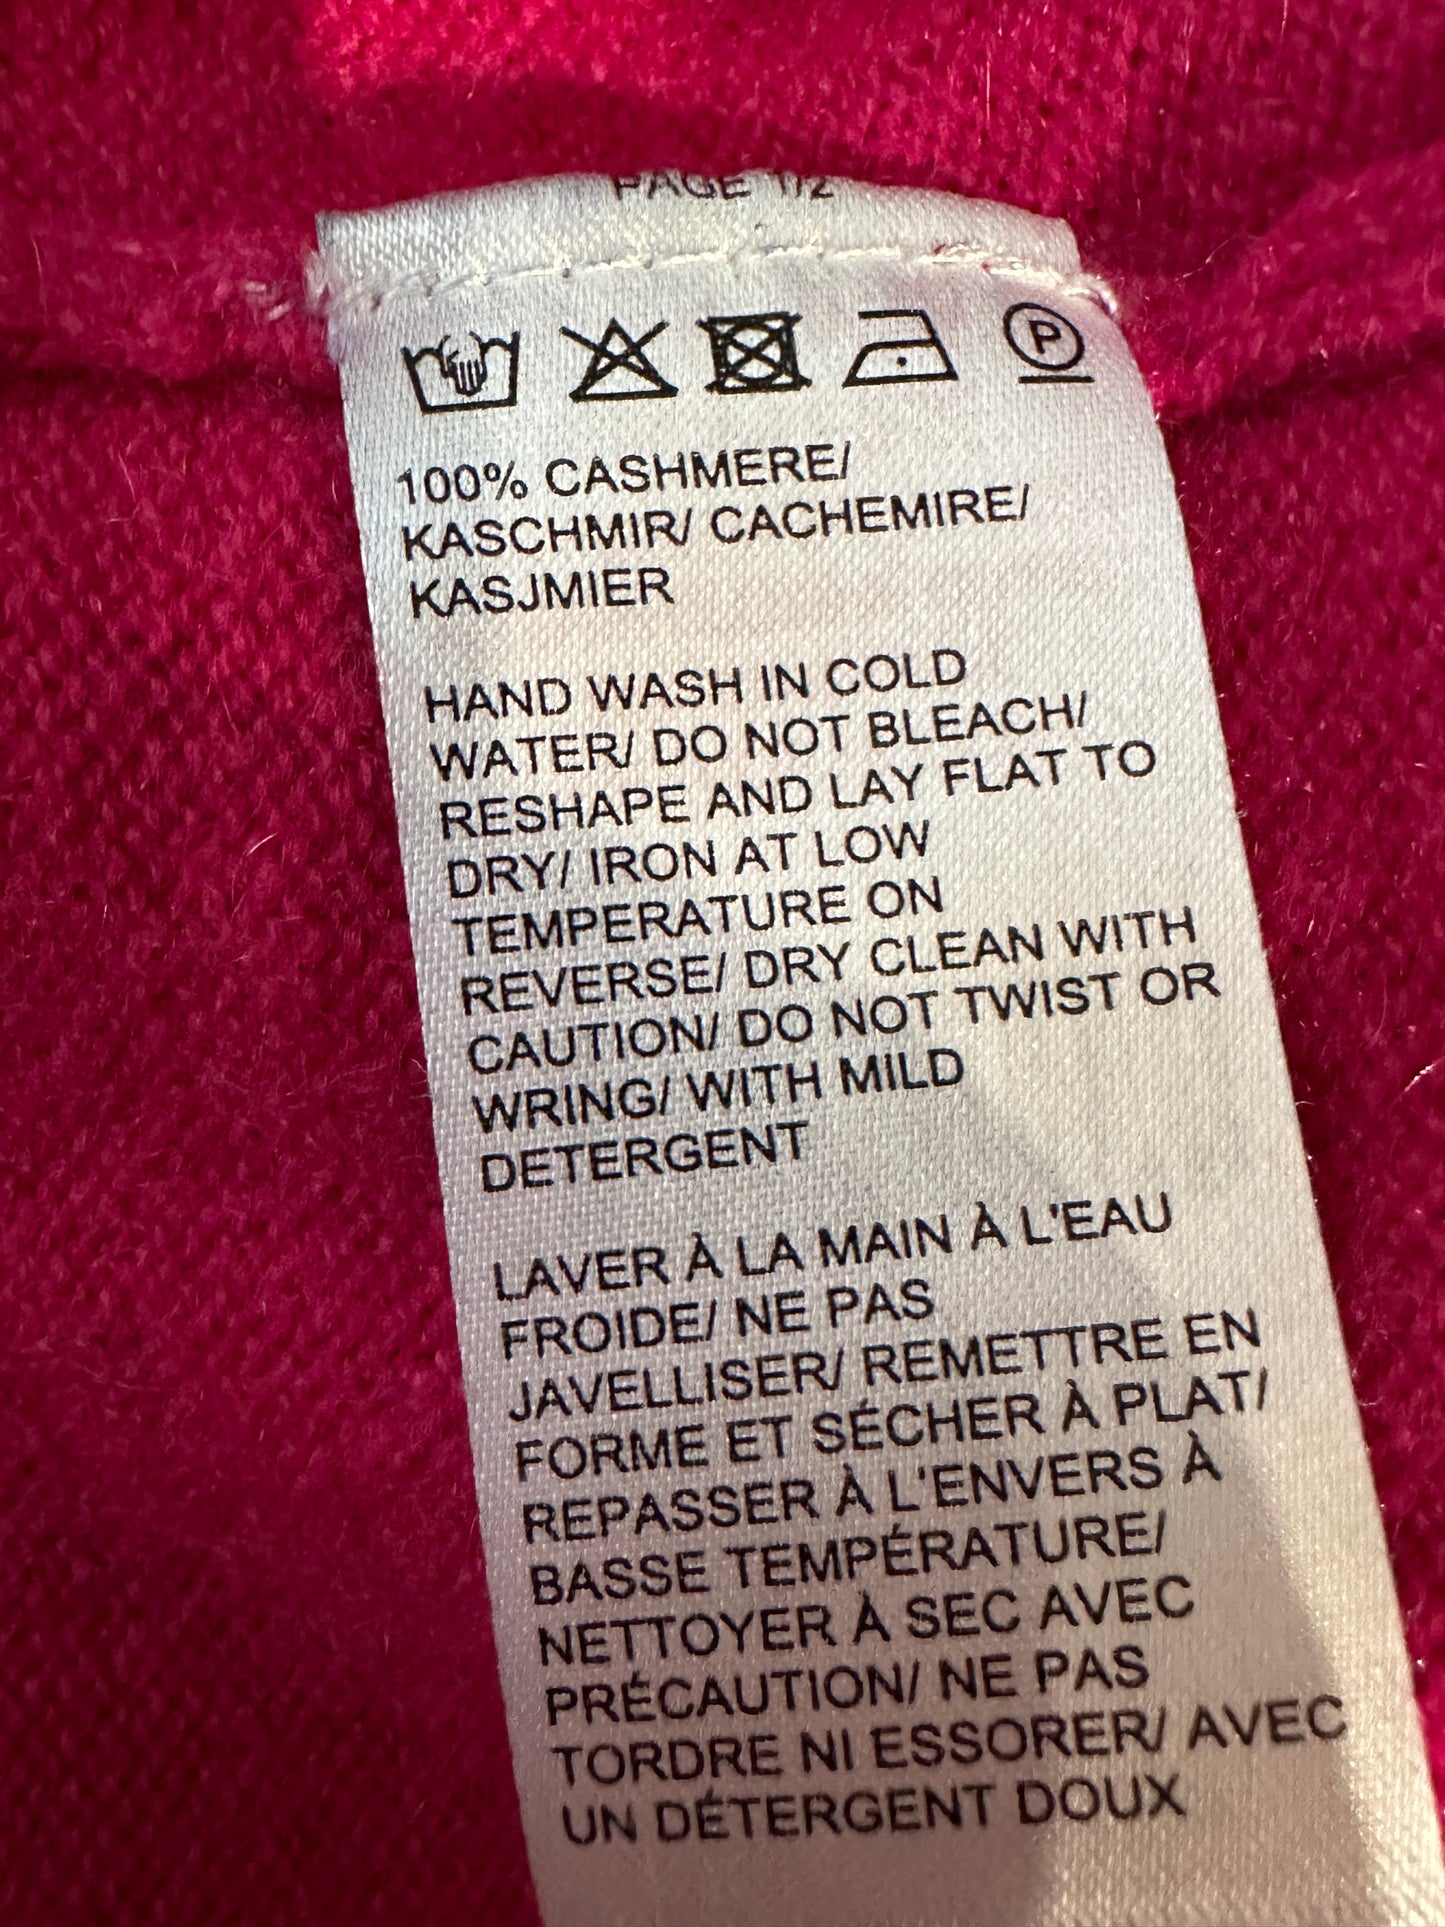 PAGE 1/2
P
100% CASHMERE/
KASCHMIR/ CACHEMIRE/
KASJMIER
HAND WASH IN COLD
WATER/ DO NOT BLEACH/
RESHAPE AND LAY FLAT TO
DRY/ IRON AT LOW
TEMPERATURE ON
REVERSE/ DRY CLEAN WITH
CAUTION/ DO NOT TWIST OR
WRING/ WITH MILD
DETERGENT
LAVER À LA MAIN À L'EAU
FROIDE/ NE PAS
JAVELLISER/ REMETTRE EN
FORME ET SÉCHER À PLAT/
REPASSER À L'ENVERS À
BASSE TEMPÉRATURE/
NETTOYER À SEC AVEC
PRÉCAUTION/ NE PAS
TORDRE NI ESSORER/ AVEC
UN DÉTERGENT DOUX